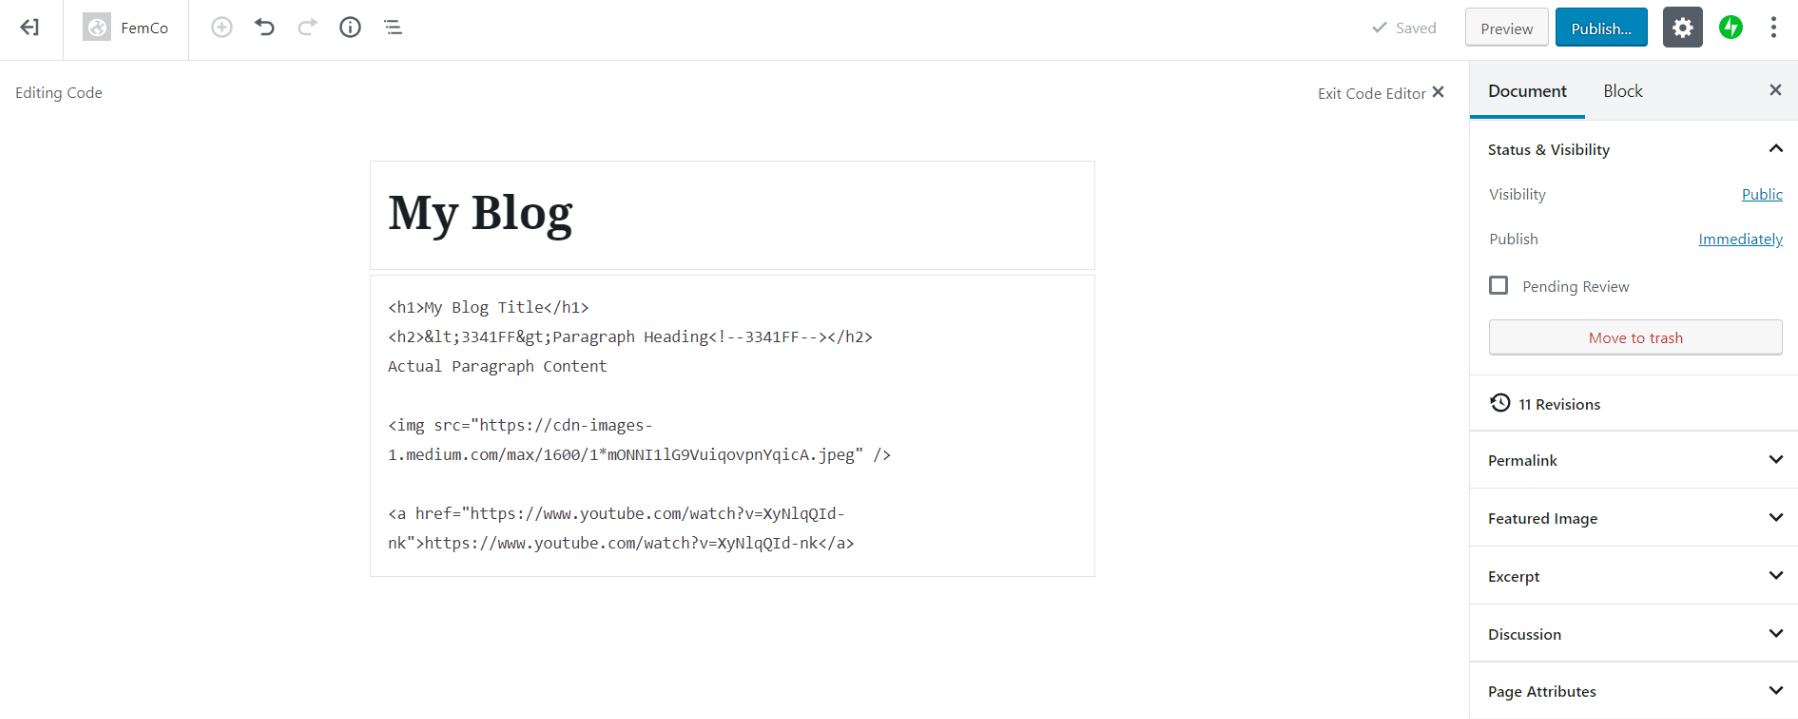 FemCo
Saved
Preview
Publish...
Editing Code
Exit Code Editor
Document
Block
My Blog
<h1>My Blog Title</h1>
<h2>&lt;3341FF&gt;Paragraph Heading<!--3341FF--></h2>
Actual Paragraph Content
<img src="https://cdn-images-
1.medium.com/max/1600/1*mONNI1lG9VuiqovpnYqicA.jpeg" />
<a href="https://www.youtube.com/watch?v=XyNlqQId-
nk">https://www.youtube.com/watch?v=XyNlqQId-nk</a>
Status & Visibility
Visibility
Public
Publish
Immediately
Pending Review
Move to trash
11 Revisions
Permalink
Featured Image
Excerpt
Discussion
Page Attributes